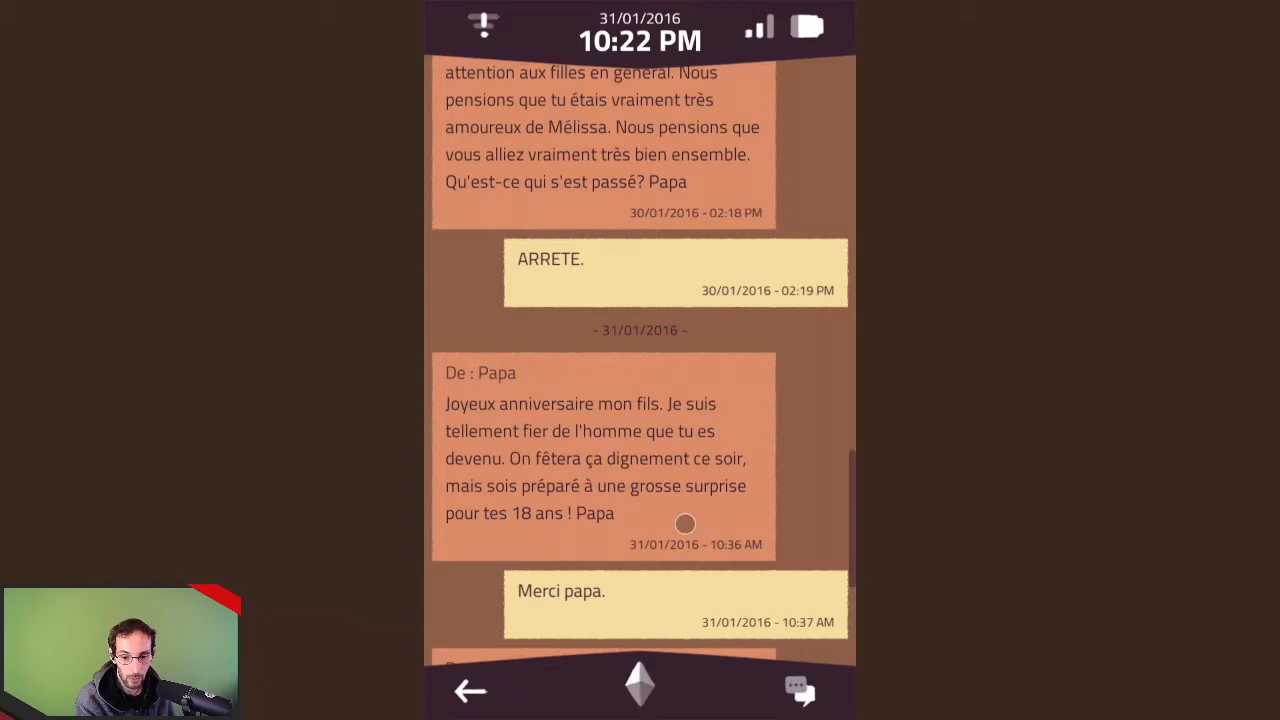 31/01/2016
10:22 PM
attention aux filles en général. Nous
pensions que tu étais vraiment très
amoureux de Mélissa. Nous pensions que
vous alliez vraiment très bien ensemble.
Qu'est-ce qui s'est passé? Papa
30/01/2016 - 02:18 PM
ARRETE.
30/01/2016 - 02:19 PM
- 31/01/2016 -
De : Papa
Joyeux anniversaire mon fils. Je suis
tellement fier de l'homme que tu es
devenu. On fêtera ça dignement ce soir,
mais sois préparé à une grosse surprise
pour tes 18 ans ! Papa
31/01/2016 - 10:36 AM
Merci papa.
31/01/2016 - 10:37 AM